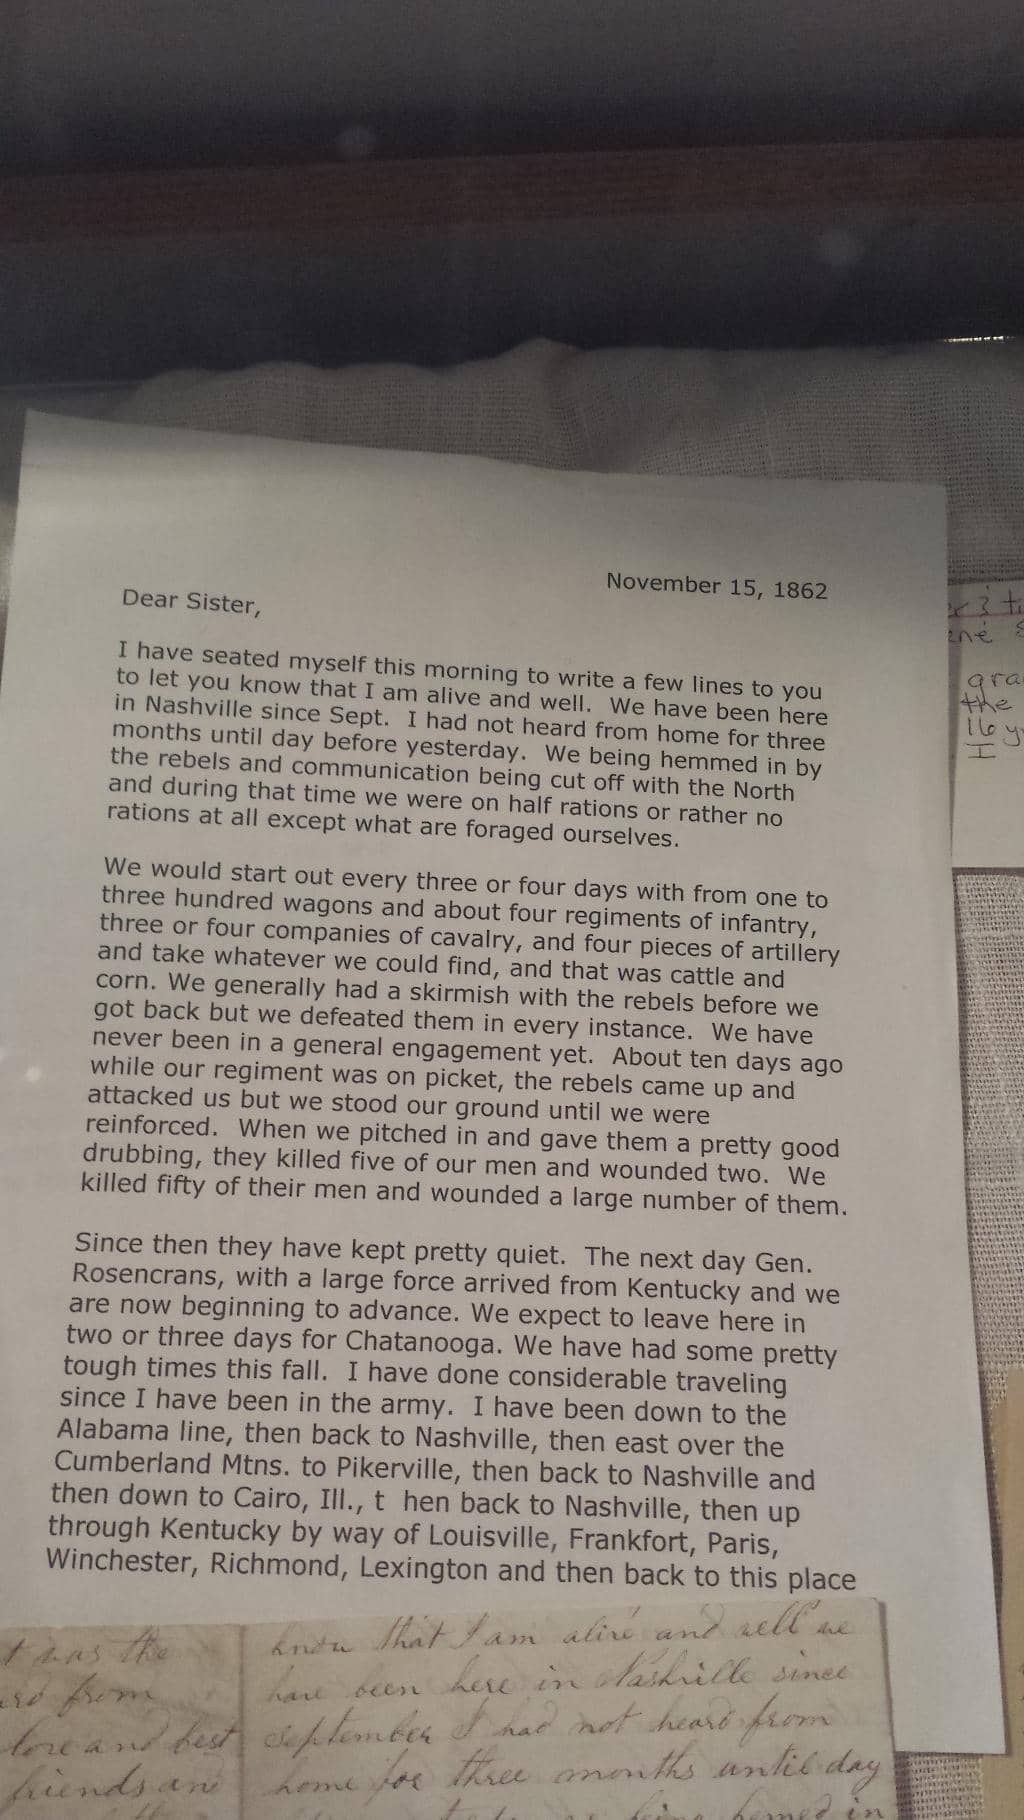 November 15, 1862
Dear Sister,
I have seated myself this morning to write a few lines to you
to let you know that I am alive and well. We have been here
in Nashville since Sept. I had not heard from home for three
months until day before yesterday. We being hemmed in by
the rebels and communication being cut off with the North
and during that time we were on half rations or rather no
rations at all except what are foraged ourselves.
We would start out every three or four days with from one to
three hundred wagons and about four regiments of infantry,
three or four companies of cavalry, and four pieces of artillery
and take whatever we could find, and that was cattle and
corn. We generally had a skirmish with the rebels before we
got back but we defeated them in every instance. We have
never been in a general engagement yet. About ten days ago
while our regiment was on picket, the rebels came up and
attacked us but we stood our ground until we were
reinforced. When we pitched in and gave them a pretty good
drubbing, they killed five of our men and wounded two. We
killed fifty of their men and wounded a large number of them.
Since then they have kept pretty quiet. The next day Gen.
Rosencrans, with a large force arrived from Kentucky and we
are now beginning to advance. We expect to leave here in
two or three days for Chatanooga. We have had some pretty
tough times this fall. I have done considerable traveling
since I have been in the army. I have been down to the
Alabama line, then back to Nashville, then east over the
Cumberland Mtns. to Pikerville, then back to Nashville and
then down to Cairo, Ill., t hen back to Nashville, then up
through Kentucky by way of Louisville, Frankfort, Paris,
Winchester, Richmond, Lexington and then back to this place
gra
the
16 y
I
was the
from
love and best
friends and
know that I am alive and well we
have been here in Nashville since
September I had not heard from
home for three months until day
being hemed in